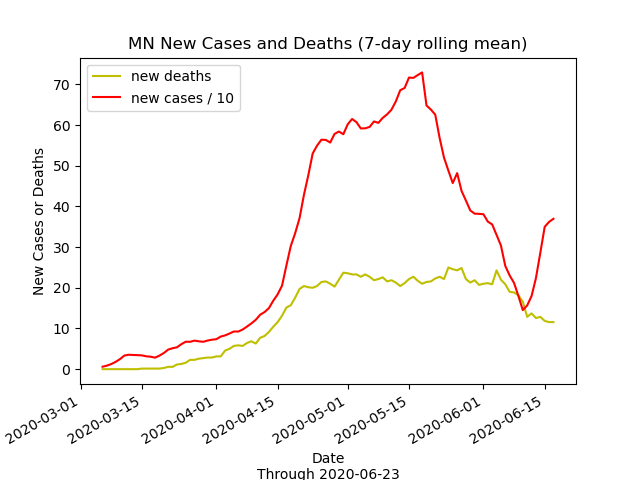 MN New Cases and Deaths (7-day rolling mean)
new deaths
new cases / 10
70
60
50
40
30
20
10
0
New Cases or Deaths
2020-03-01
2020-03-15
2020-04-01
2020-04-15
2020-05-01
2020-05-15
2020-06-01
2020-06-15
Date
Through 2020-06-23